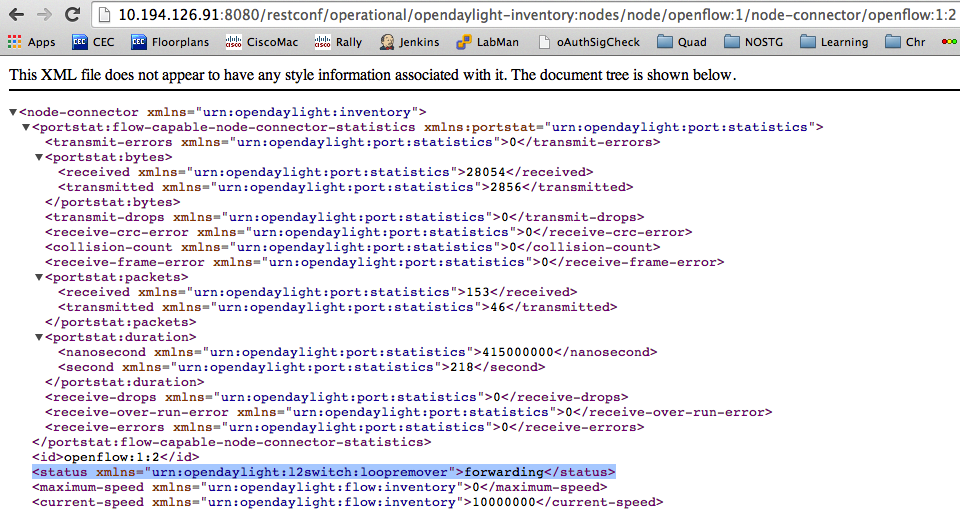 10.194.126.91:8080/restconf/operational/opendaylight-inventory:nodes/node/openflow:1/node-connector/openflow:1:2
Apps CEC CEC CEC Floorplans cisco CiscoMac cisco Rally Jenkins LabMan oAuthSigCheck Quad NOSTG Learning Chr
This XML file does not appear to have any style information associated with it. The document tree is shown below.
▼<node-connector xmlns="urn:opendaylight:inventory">
▼<portstat:flow-capable-node-connector-statistics xmlns:portstat="urn:opendaylight:port:statistics">
<transmit-errors xmlns="urn:opendaylight:port:statistics">0</transmit-errors>
▼<portstat:bytes>
<received xmlns="urn:opendaylight:port:statistics">28054</received>
<transmitted xmlns="urn:opendaylight:port:statistics">2856</transmitted>
</portstat:bytes>
<transmit-drops xmlns="urn:opendaylight:port:statistics">0</transmit-drops>
<receive-crc-error xmlns="urn:opendaylight:port:statistics">0</receive-crc-error>
<collision-count xmlns="urn:opendaylight:port:statistics">0</collision-count>
<receive-frame-error xmlns="urn:opendaylight:port:statistics">0</receive-frame-error>
▼<portstat:packets>
<received xmlns="urn:opendaylight:port:statistics">153</received>
<transmitted xmlns="urn:opendaylight:port:statistics">46</transmitted>
</portstat:packets>
▼<portstat:duration>
<nanosecond xmlns="urn:opendaylight:port:statistics">415000000</nanosecond>
<second xmlns="urn:opendaylight:port:statistics">218</second>
</portstat:duration>
<receive-drops xmlns="urn:opendaylight:port:statistics">0</receive-drops>
<receive-over-run-error xmlns="urn:opendaylight:port:statistics">0</receive-over-run-error>
<receive-errors xmlns="urn:opendaylight:port:statistics">0</receive-errors>
</portstat:flow-capable-node-connector-statistics>
<id>openflow:1:2</id>
<status xmlns="urn:opendaylight:l2switch:loopremover">forwarding</status>
<maximum-speed xmlns="urn:opendaylight:flow:inventory">0</maximum-speed>
<current-speed xmlns="urn:opendaylight:flow:inventory">10000000</current-speed>